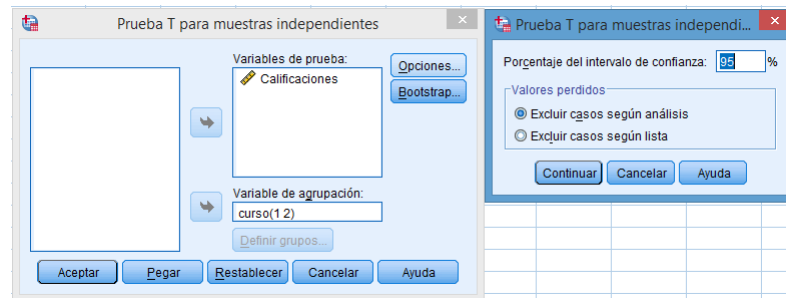 Prueba T para muestras independientes
Variables de prueba:
Calificaciones
Opciones...
Bootstrap...
Variable de agrupación:
curso(1 2)
Definir grupos...
Aceptar
Pegar
Restablecer
Cancelar
Ayuda
Prueba T para muestras independi...
Porcentaje del intervalo de confianza: 95 %
Valores perdidos
Excluir casos según análisis
Excluir casos según lista
Continuar
Cancelar
Ayuda